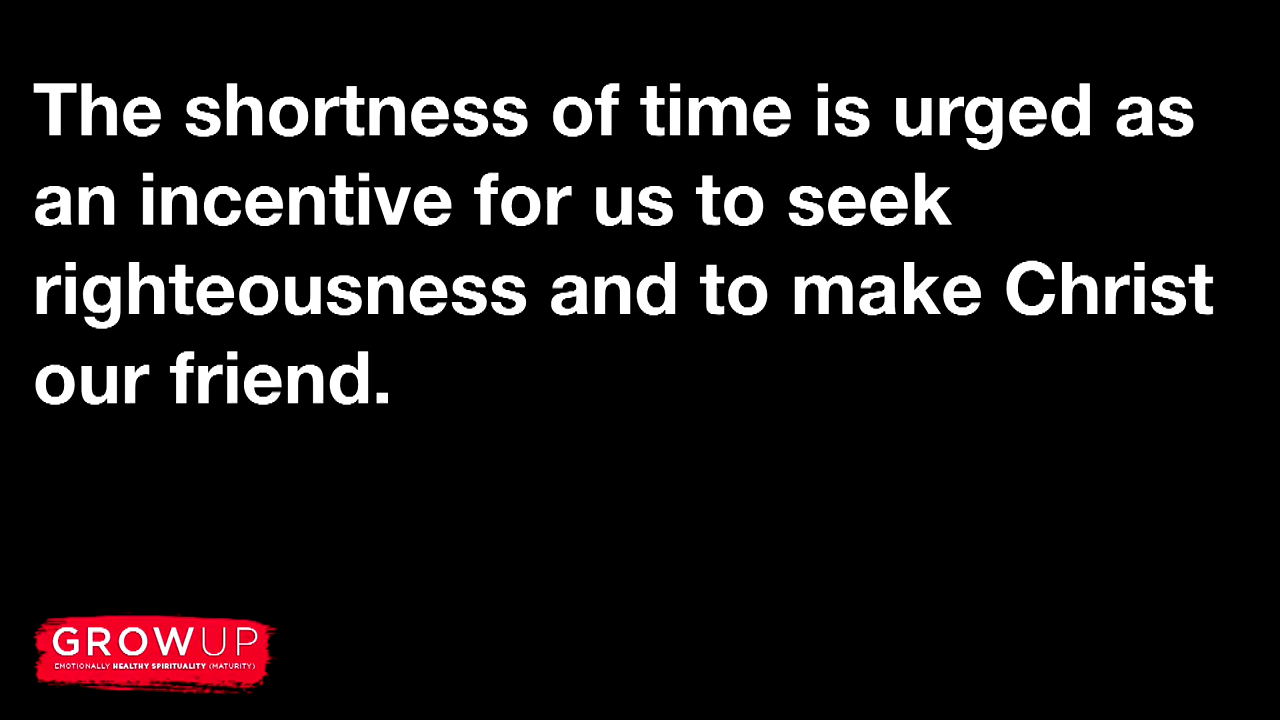 The shortness of time is urged as
an incentive for us to seek
righteousness and to make Christ
our friend.
GROWUP
EMOTIONALLY HEALTHY SPIRITUALITY (MATURITY)